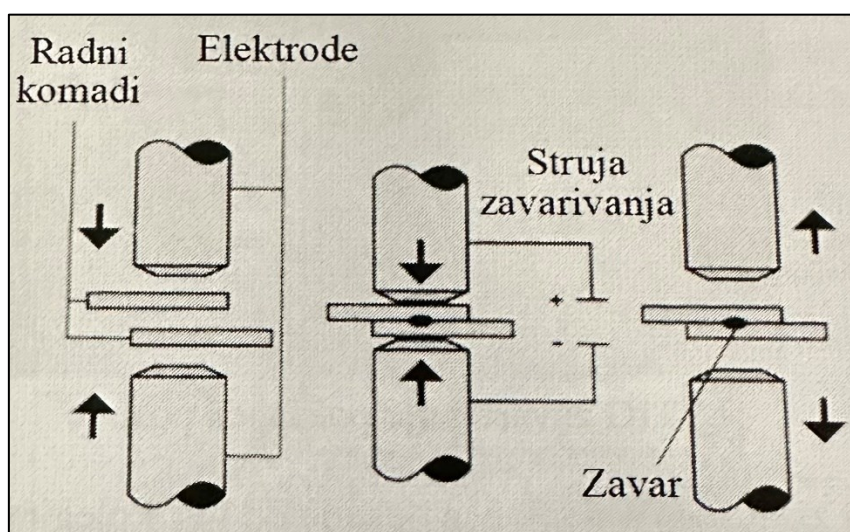 Radni
komadi
Elektrode
Struja
zavarivanja
+
-
Zavar